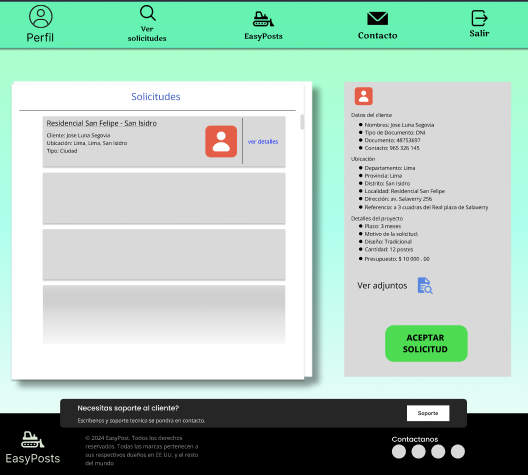 Perfil
Ver
solicitudes
EasyPosts
Contacto
Salir
Solicitudes
Residencial San Felipe - San Isidro
Cliente: Jose Luna Segovia
Ubicación: Lima, Lima, San Isidro
Tipo: Ciudad
ver detalles
Datos del cliente
Nombres: Jose Luna Segovia
Tipo de Documento: DNI
Documento: 48753697
Contacto: 965 326 145
Ubicación
Departamento: Lima
Provincia: Lima
Distrito: San Isidro
Localidad: Residencial San Felipe
Dirección: av. Salaverry 256
Referencia: a 3 cuadras del Real plaza de Salaverry
Detalles del proyecto
Plazo: 3 meses
Motivo de la solicitud:
Diseño: Tradicional
Cantidad: 12 postes
Presupuesto: $ 10 000 . 00
Ver adjuntos
ACEPTAR
SOLICITUD
Necesitas soporte al cliente?
Escribenos y soporte tecnico se pondra en contacto.
Soporte
EasyPosts
© 2024 EasyPost. Todos los derechos
reservados. Todas las marcas pertenecen a
sus respectivos dueños en EE.UU. y el resto
del mundo
Contactanos